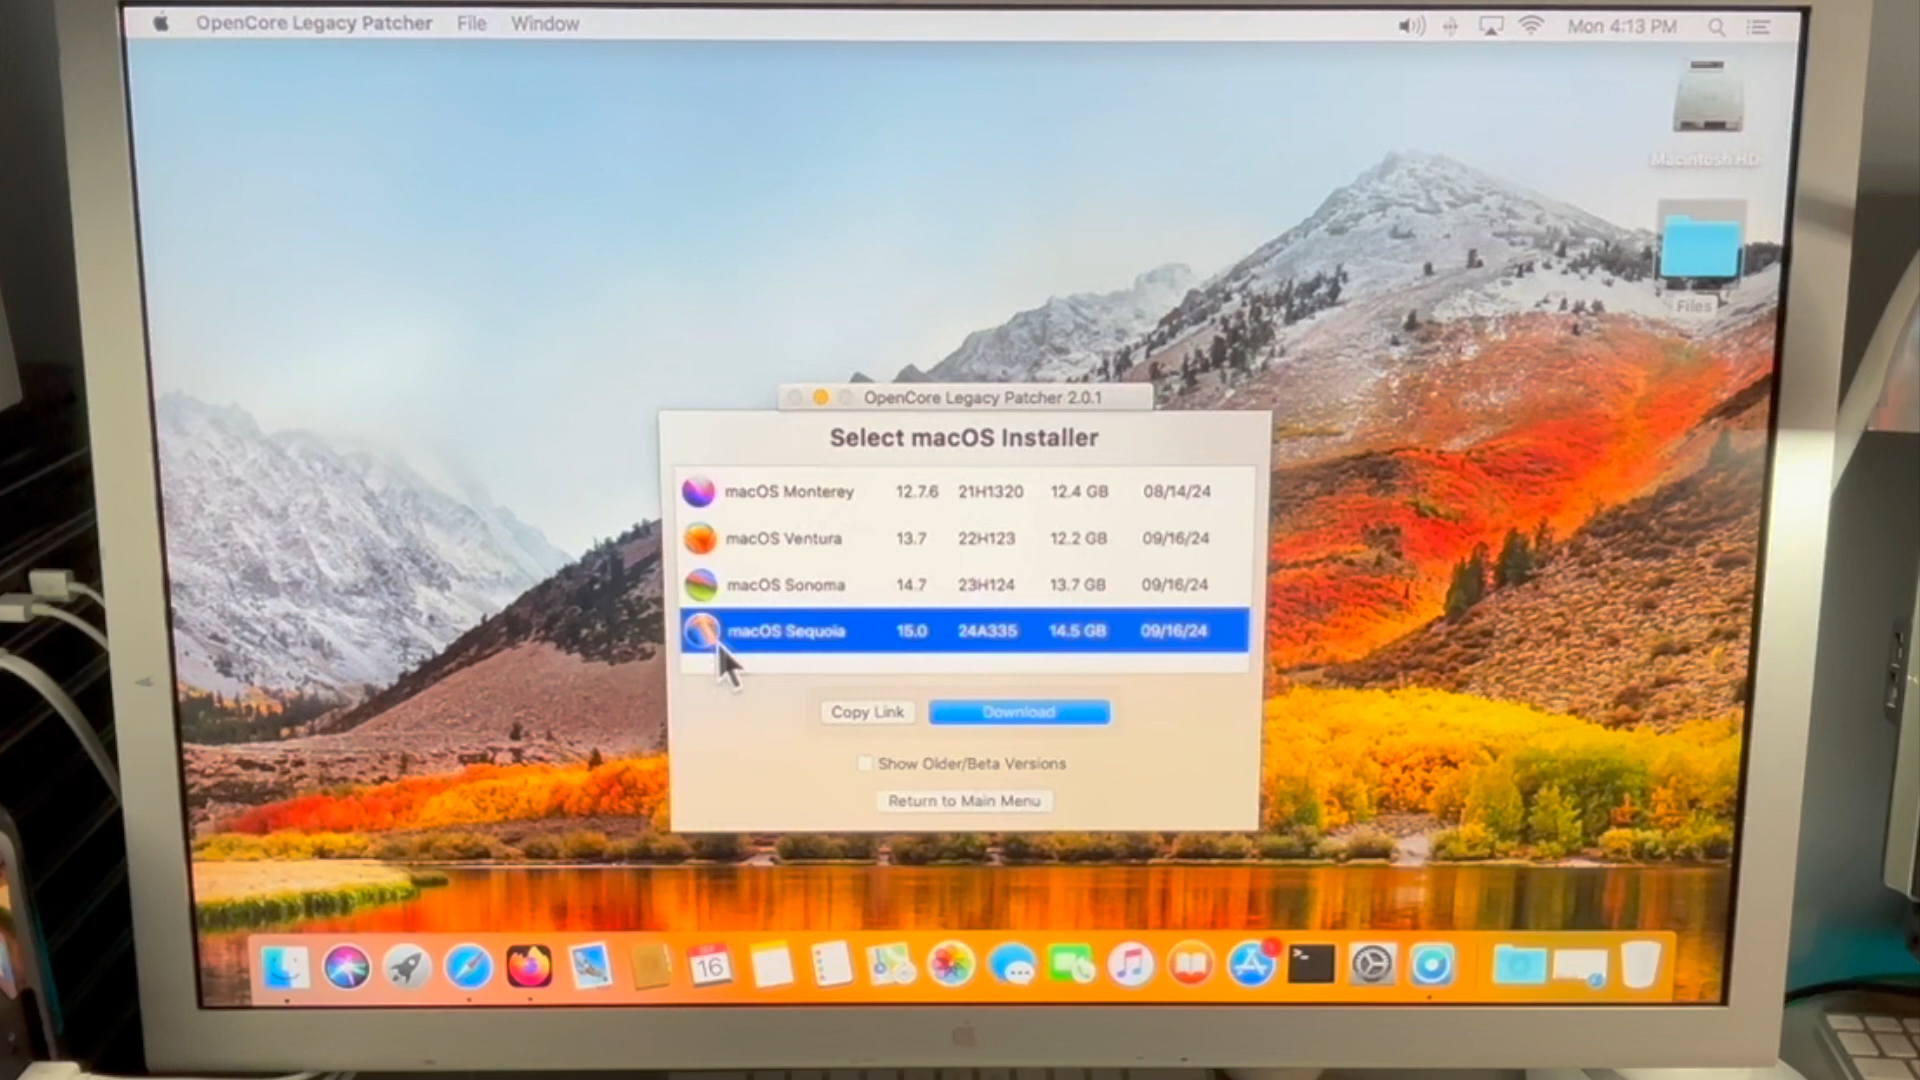 OpenCore Legacy Patcher File Window Mon 4:13 PM
Macintosh HD
Files
OpenCore Legacy Patcher 2.0.1
Select macOS Installer
macOS Monterey 12.7.6 21H1320 12.4 GB 08/14/24
macOS Ventura 13.7 22H123 12.2 GB 09/16/24
macOS Sonoma 14.7 23H124 13.7 GB 09/16/24
macOS Sequoia 15.0 24A335 14.5 GB 09/16/24
Copy Link Download
Show Older/Beta Versions
Return to Main Menu
16